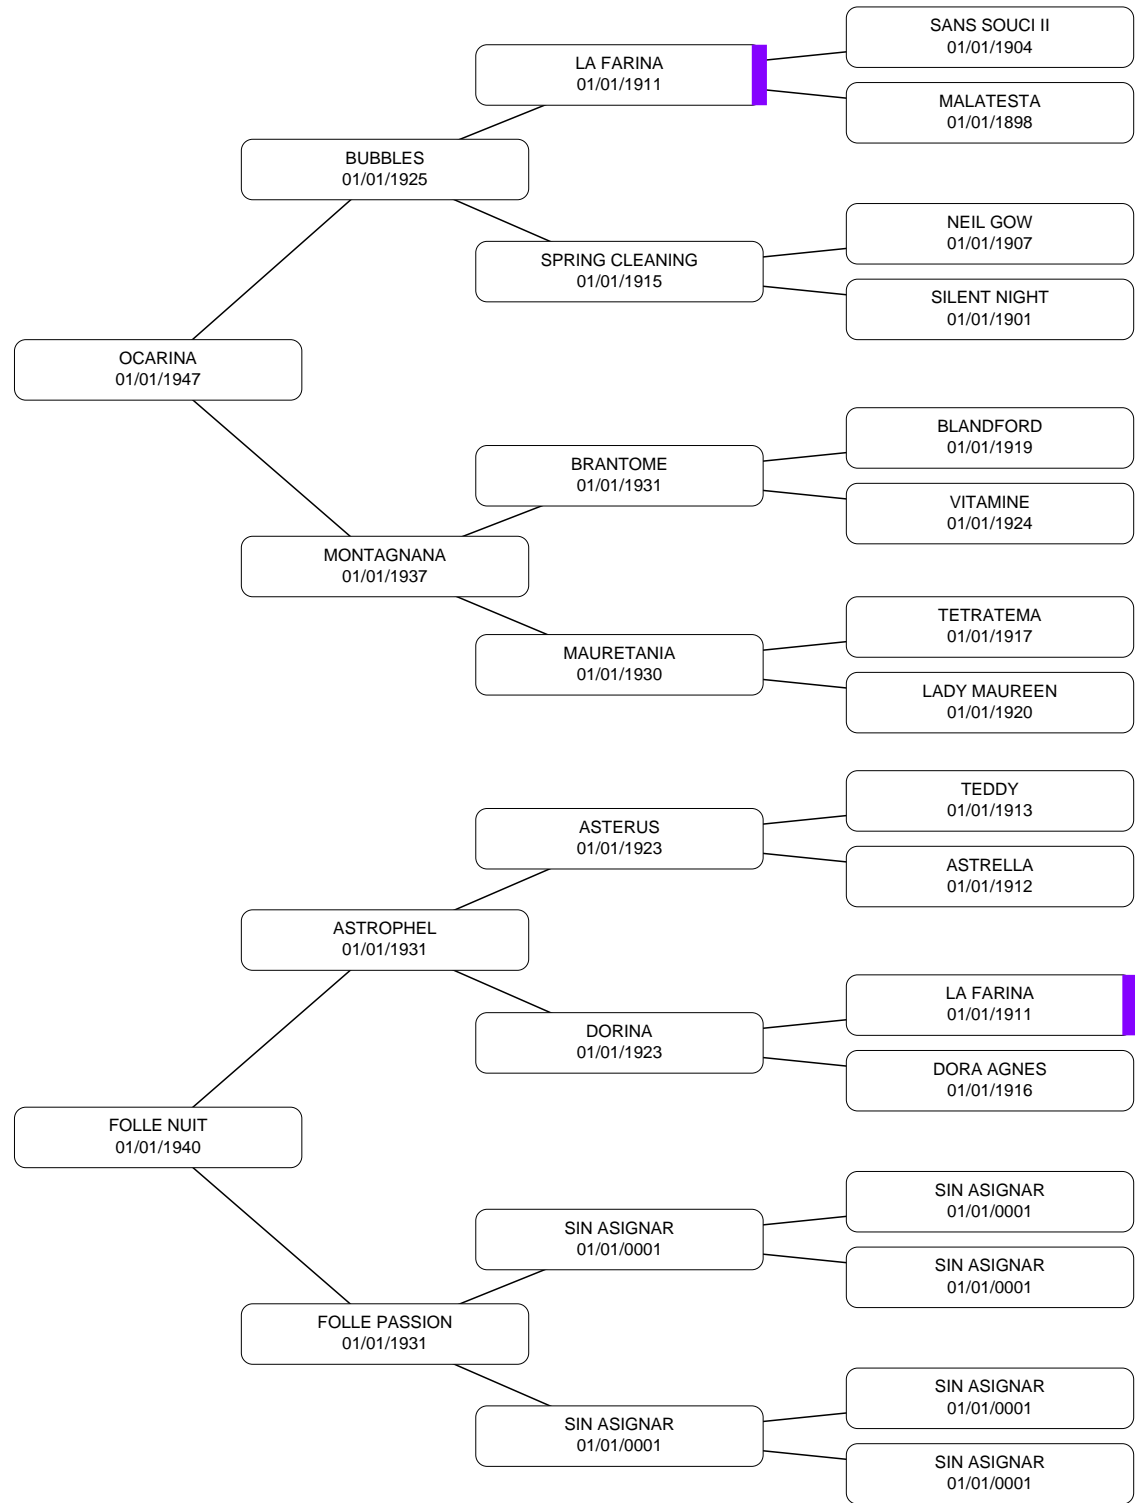 SANS SOUCI II
01/01/1904
LA FARINA
01/01/1911
MALATESTA
01/01/1898
BUBBLES
01/01/1925
NEIL GOW
01/01/1907
SPRING CLEANING
01/01/1915
SILENT NIGHT
01/01/1901
OCARINA
01/01/1947
BLANDFORD
01/01/1919
BRANTOME
01/01/1931
VITAMINE
01/01/1924
MONTAGNANA
01/01/1937
TETRATEMA
01/01/1917
MAURETANIA
01/01/1930
LADY MAUREEN
01/01/1920
TEDDY
01/01/1913
ASTERUS
01/01/1923
ASTRELLA
01/01/1912
ASTROPHEL
01/01/1931
LA FARINA
01/01/1911
DORINA
01/01/1923
DORA AGNES
01/01/1916
FOLLE NUIT
01/01/1940
SIN ASIGNAR
01/01/0001
SIN ASIGNAR
01/01/0001
SIN ASIGNAR
01/01/0001
FOLLE PASSION
01/01/1931
SIN ASIGNAR
01/01/0001
SIN ASIGNAR
01/01/0001
SIN ASIGNAR
01/01/0001